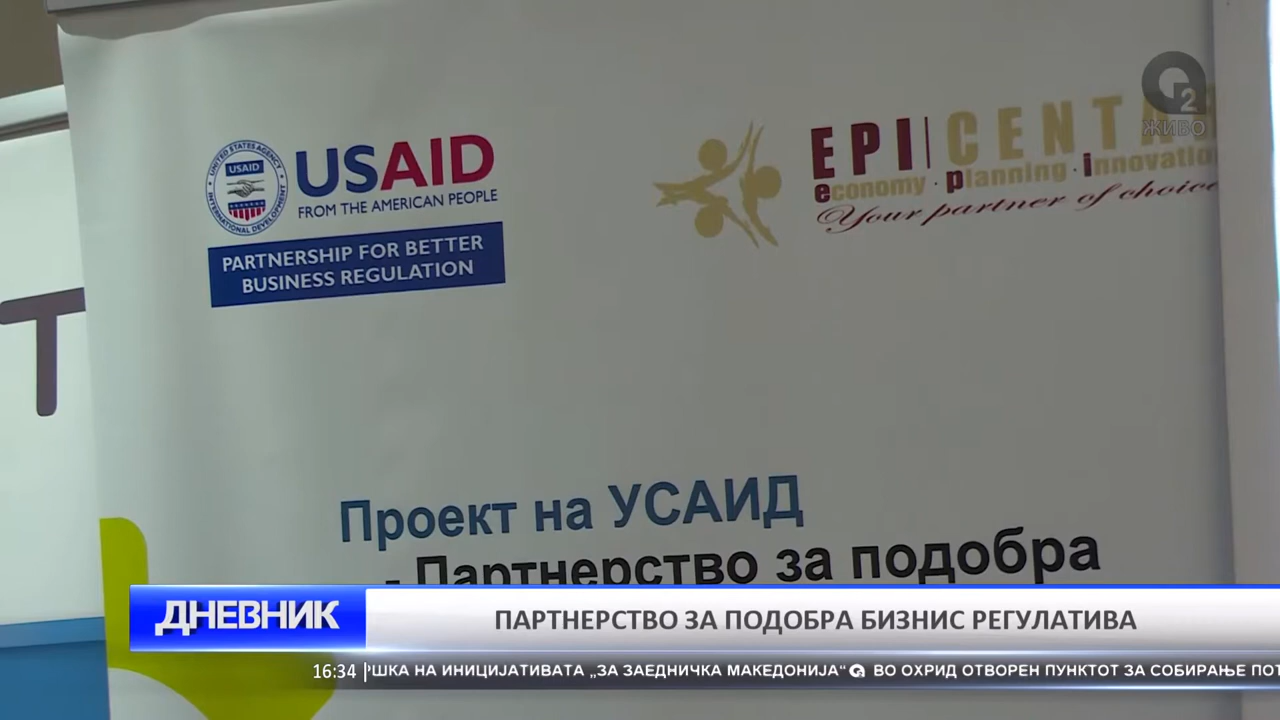 UNITED STATES AGENCY
USAID
INTERNATIONAL DEVELOPMENT
USAID
FROM THE AMERICAN PEOPLE
PARTNERSHIP FOR BETTER
BUSINESS REGULATION
EPI|CENTA
economy · planning · innovation
Your partner of choice
2
ЖИВО
Т
Проект на УСАИД
- Партнерство за подобра
ДНЕВНИК
ПАРТНЕРСТВО ЗА ПОДОБРА БИЗНИС РЕГУЛАТИВА
16:34
НА ИНИЦИЈАТИВАТА „ЗА ЗАЕДНИЧКА МАКЕДОНИЈА“ ВО ОХРИД ОТВОРЕН ПУНКТОТ ЗА СОБИРАЊЕ